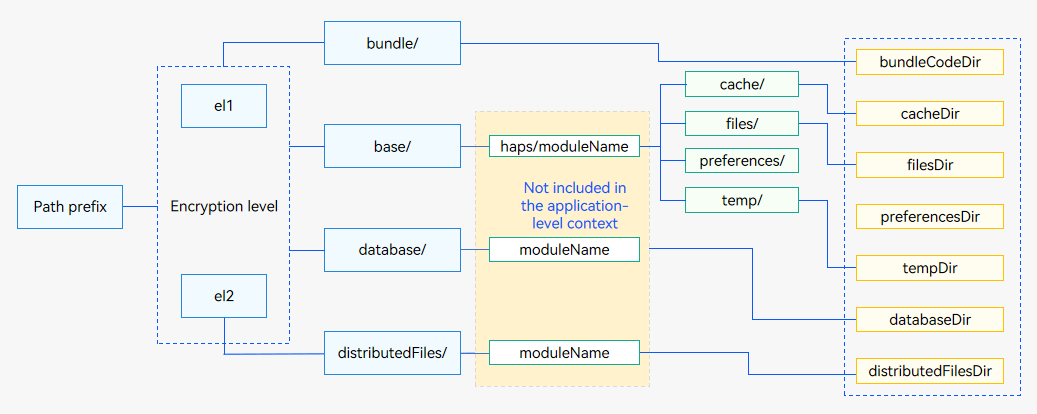 Path prefix
Encryption level
el1
el2
bundle/
base/
database/
distributedFiles/
haps/moduleName
Not included in
the application-
level context
moduleName
moduleName
cache/
files/
preferences/
temp/
bundleCodeDir
cacheDir
filesDir
preferencesDir
tempDir
databaseDir
distributedFilesDir